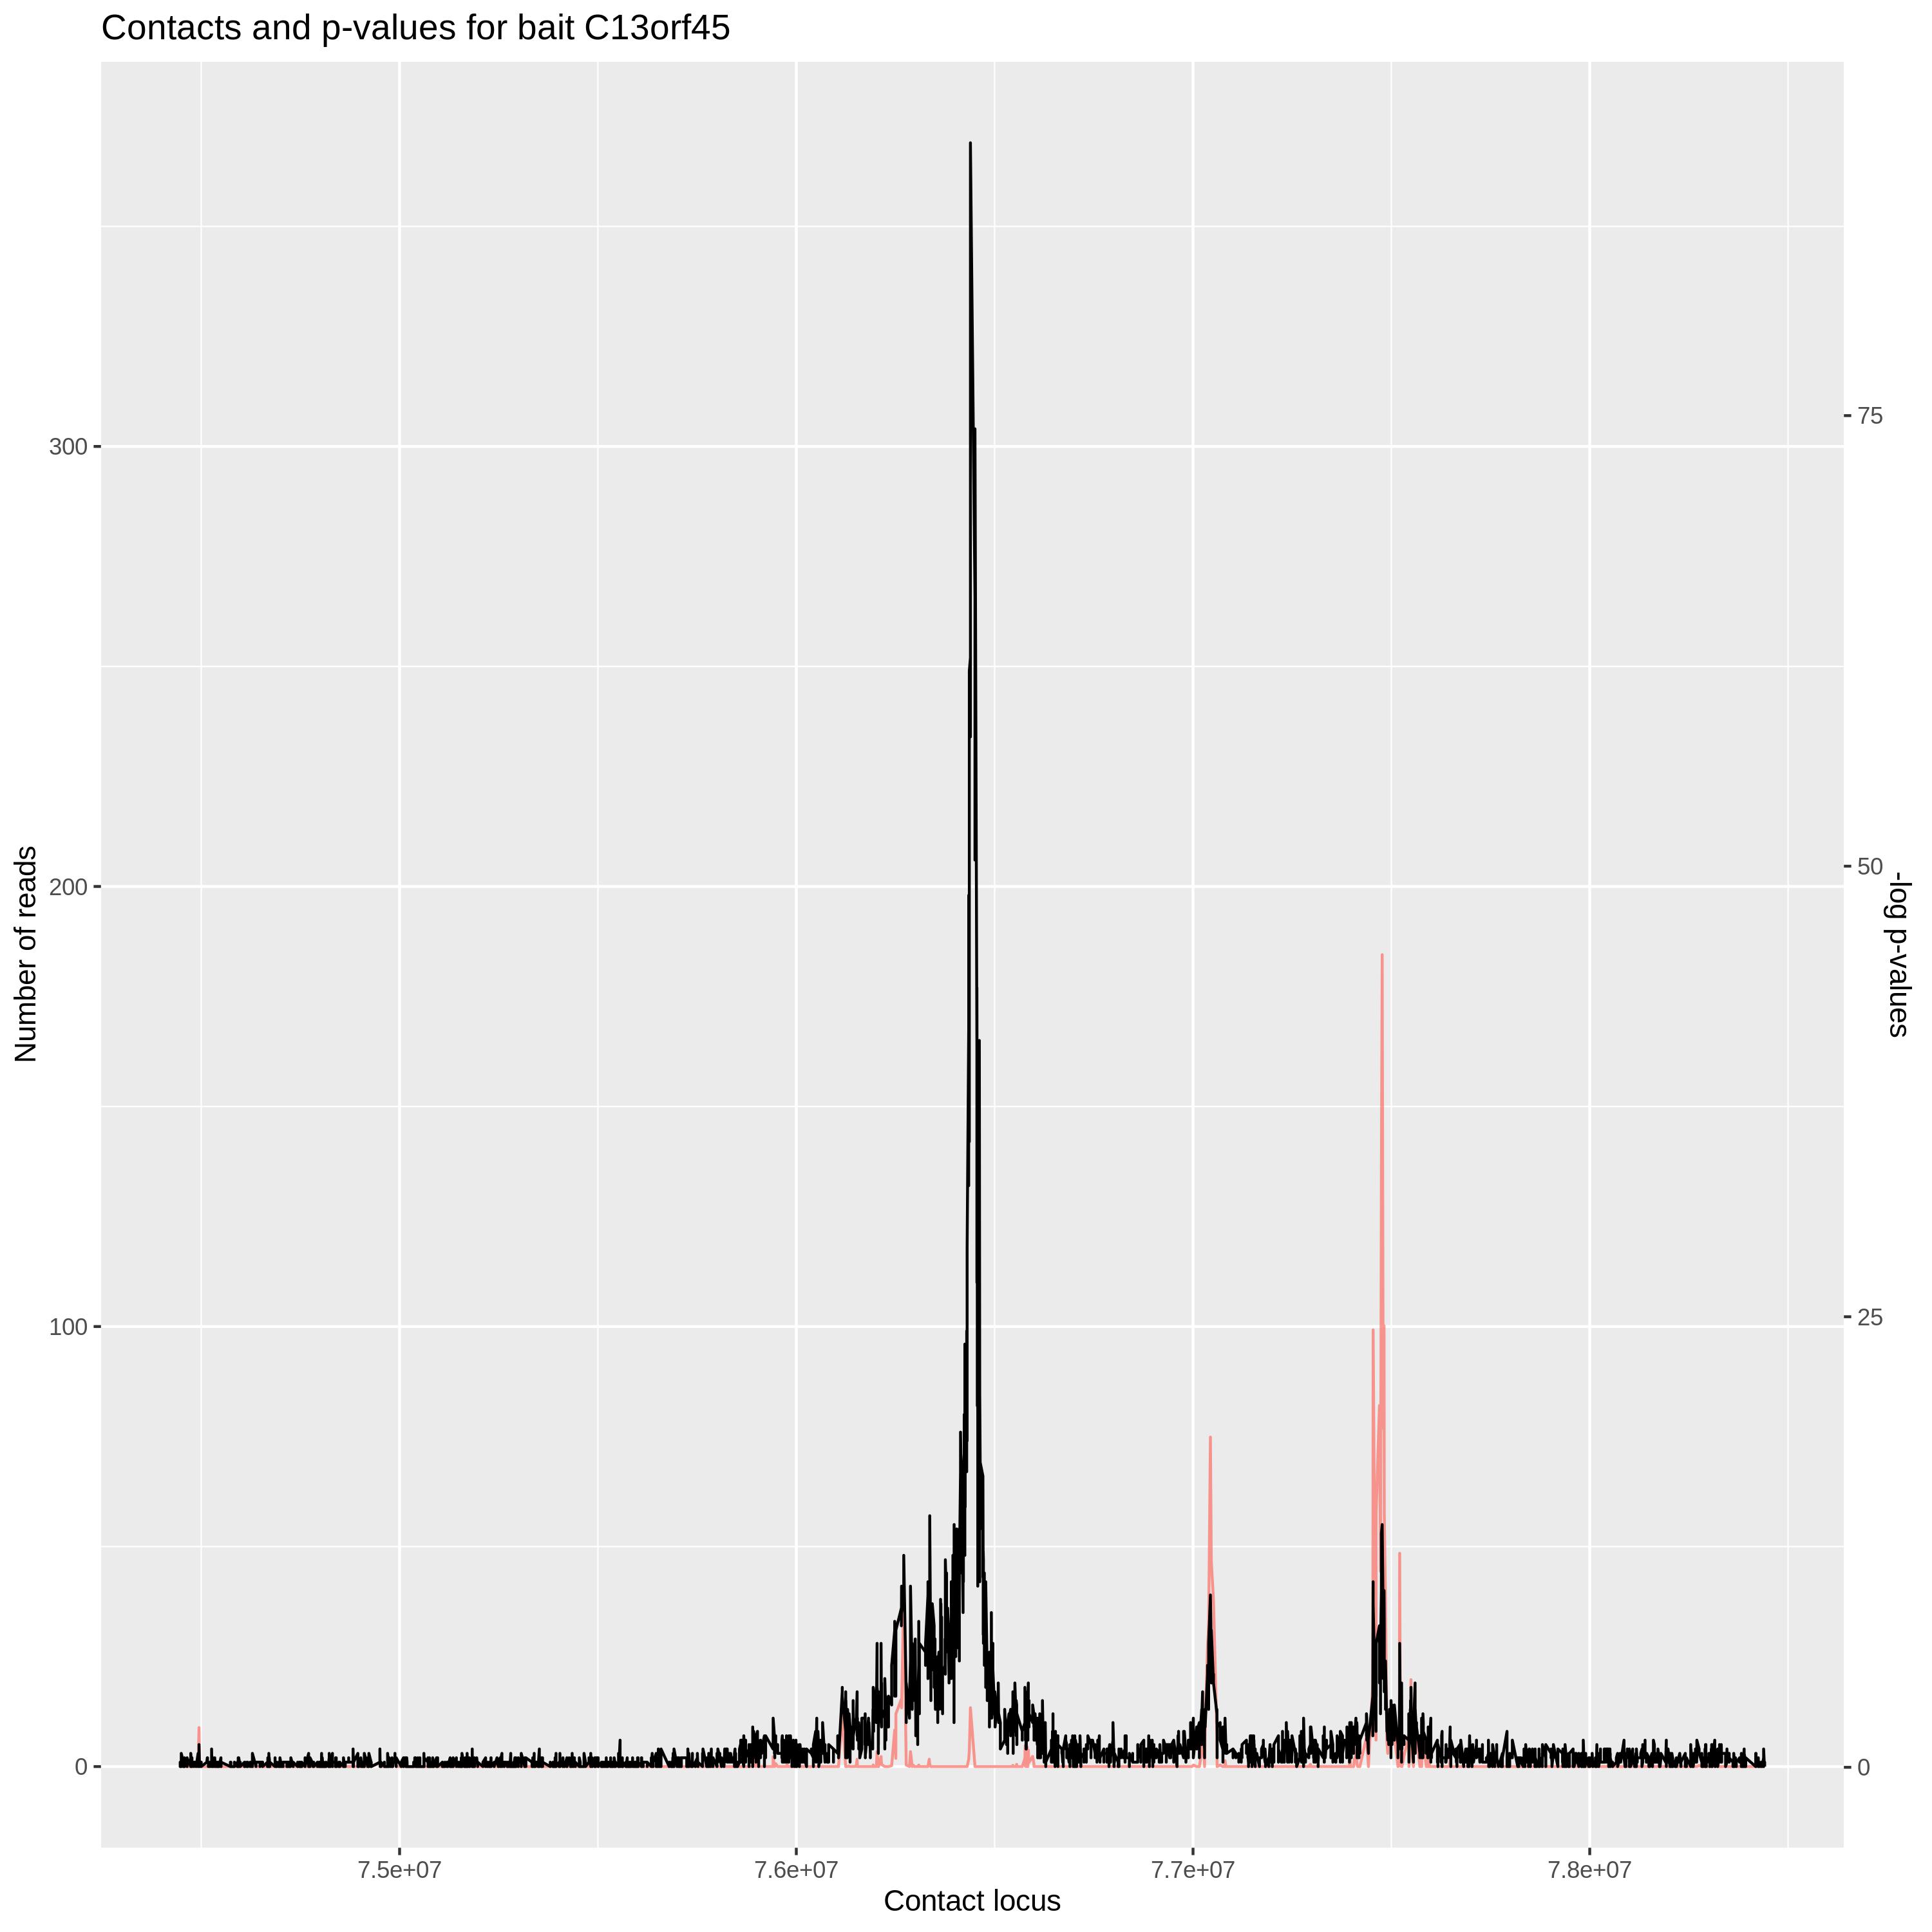 Contacts and p-values for bait C13orf45
300
200
100
0
75
50
25
0
Number of reads
-log p-values
7.5e+07
7.6e+07
7.7e+07
7.8e+07
Contact locus